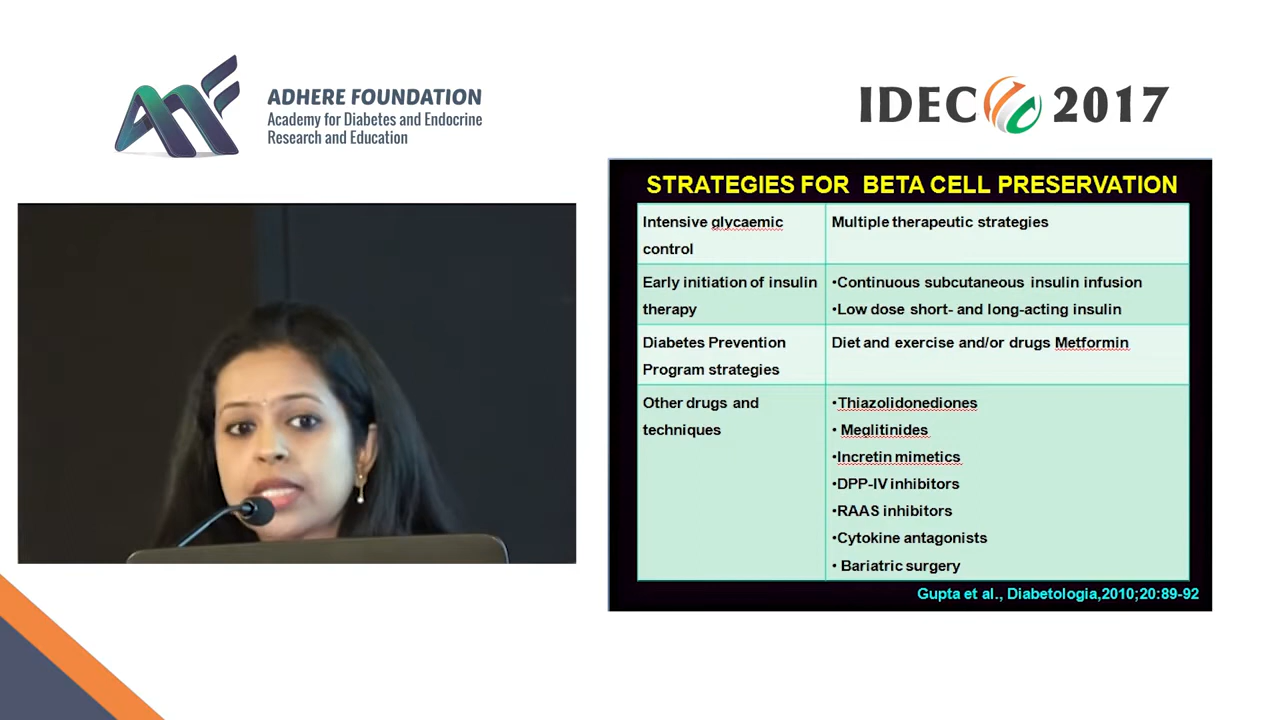 ADHERE FOUNDATION
Academy for Diabetes and Endocrine
Research and Education
IDEC 2017
STRATEGIES FOR BETA CELL PRESERVATION
Intensive glycaemic
control
Multiple therapeutic strategies
Early initiation of insulin
therapy
•Continuous subcutaneous insulin infusion
•Low dose short- and long-acting insulin
Diabetes Prevention
Program strategies
Diet and exercise and/or drugs Metformin
Other drugs and
techniques
•Thiazolidonediones
• Meglitinides
•Incretin mimetics
•DPP-IV inhibitors
•RAAS inhibitors
•Cytokine antagonists
• Bariatric surgery
Gupta et al., Diabetologia,2010;20:89-92